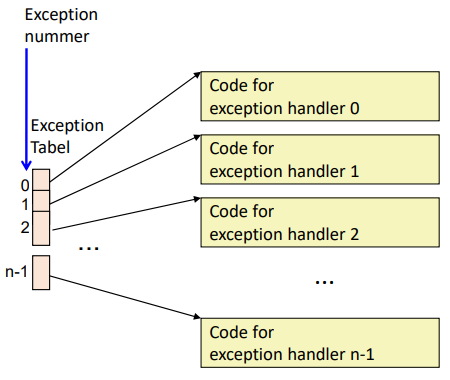 Exception
nummer
Code for
exception handler 0
Exception
Tabel
Code for
exception handler 1
0
1
2
Code for
exception handler 2
...
n-1
...
Code for
exception handler n-1